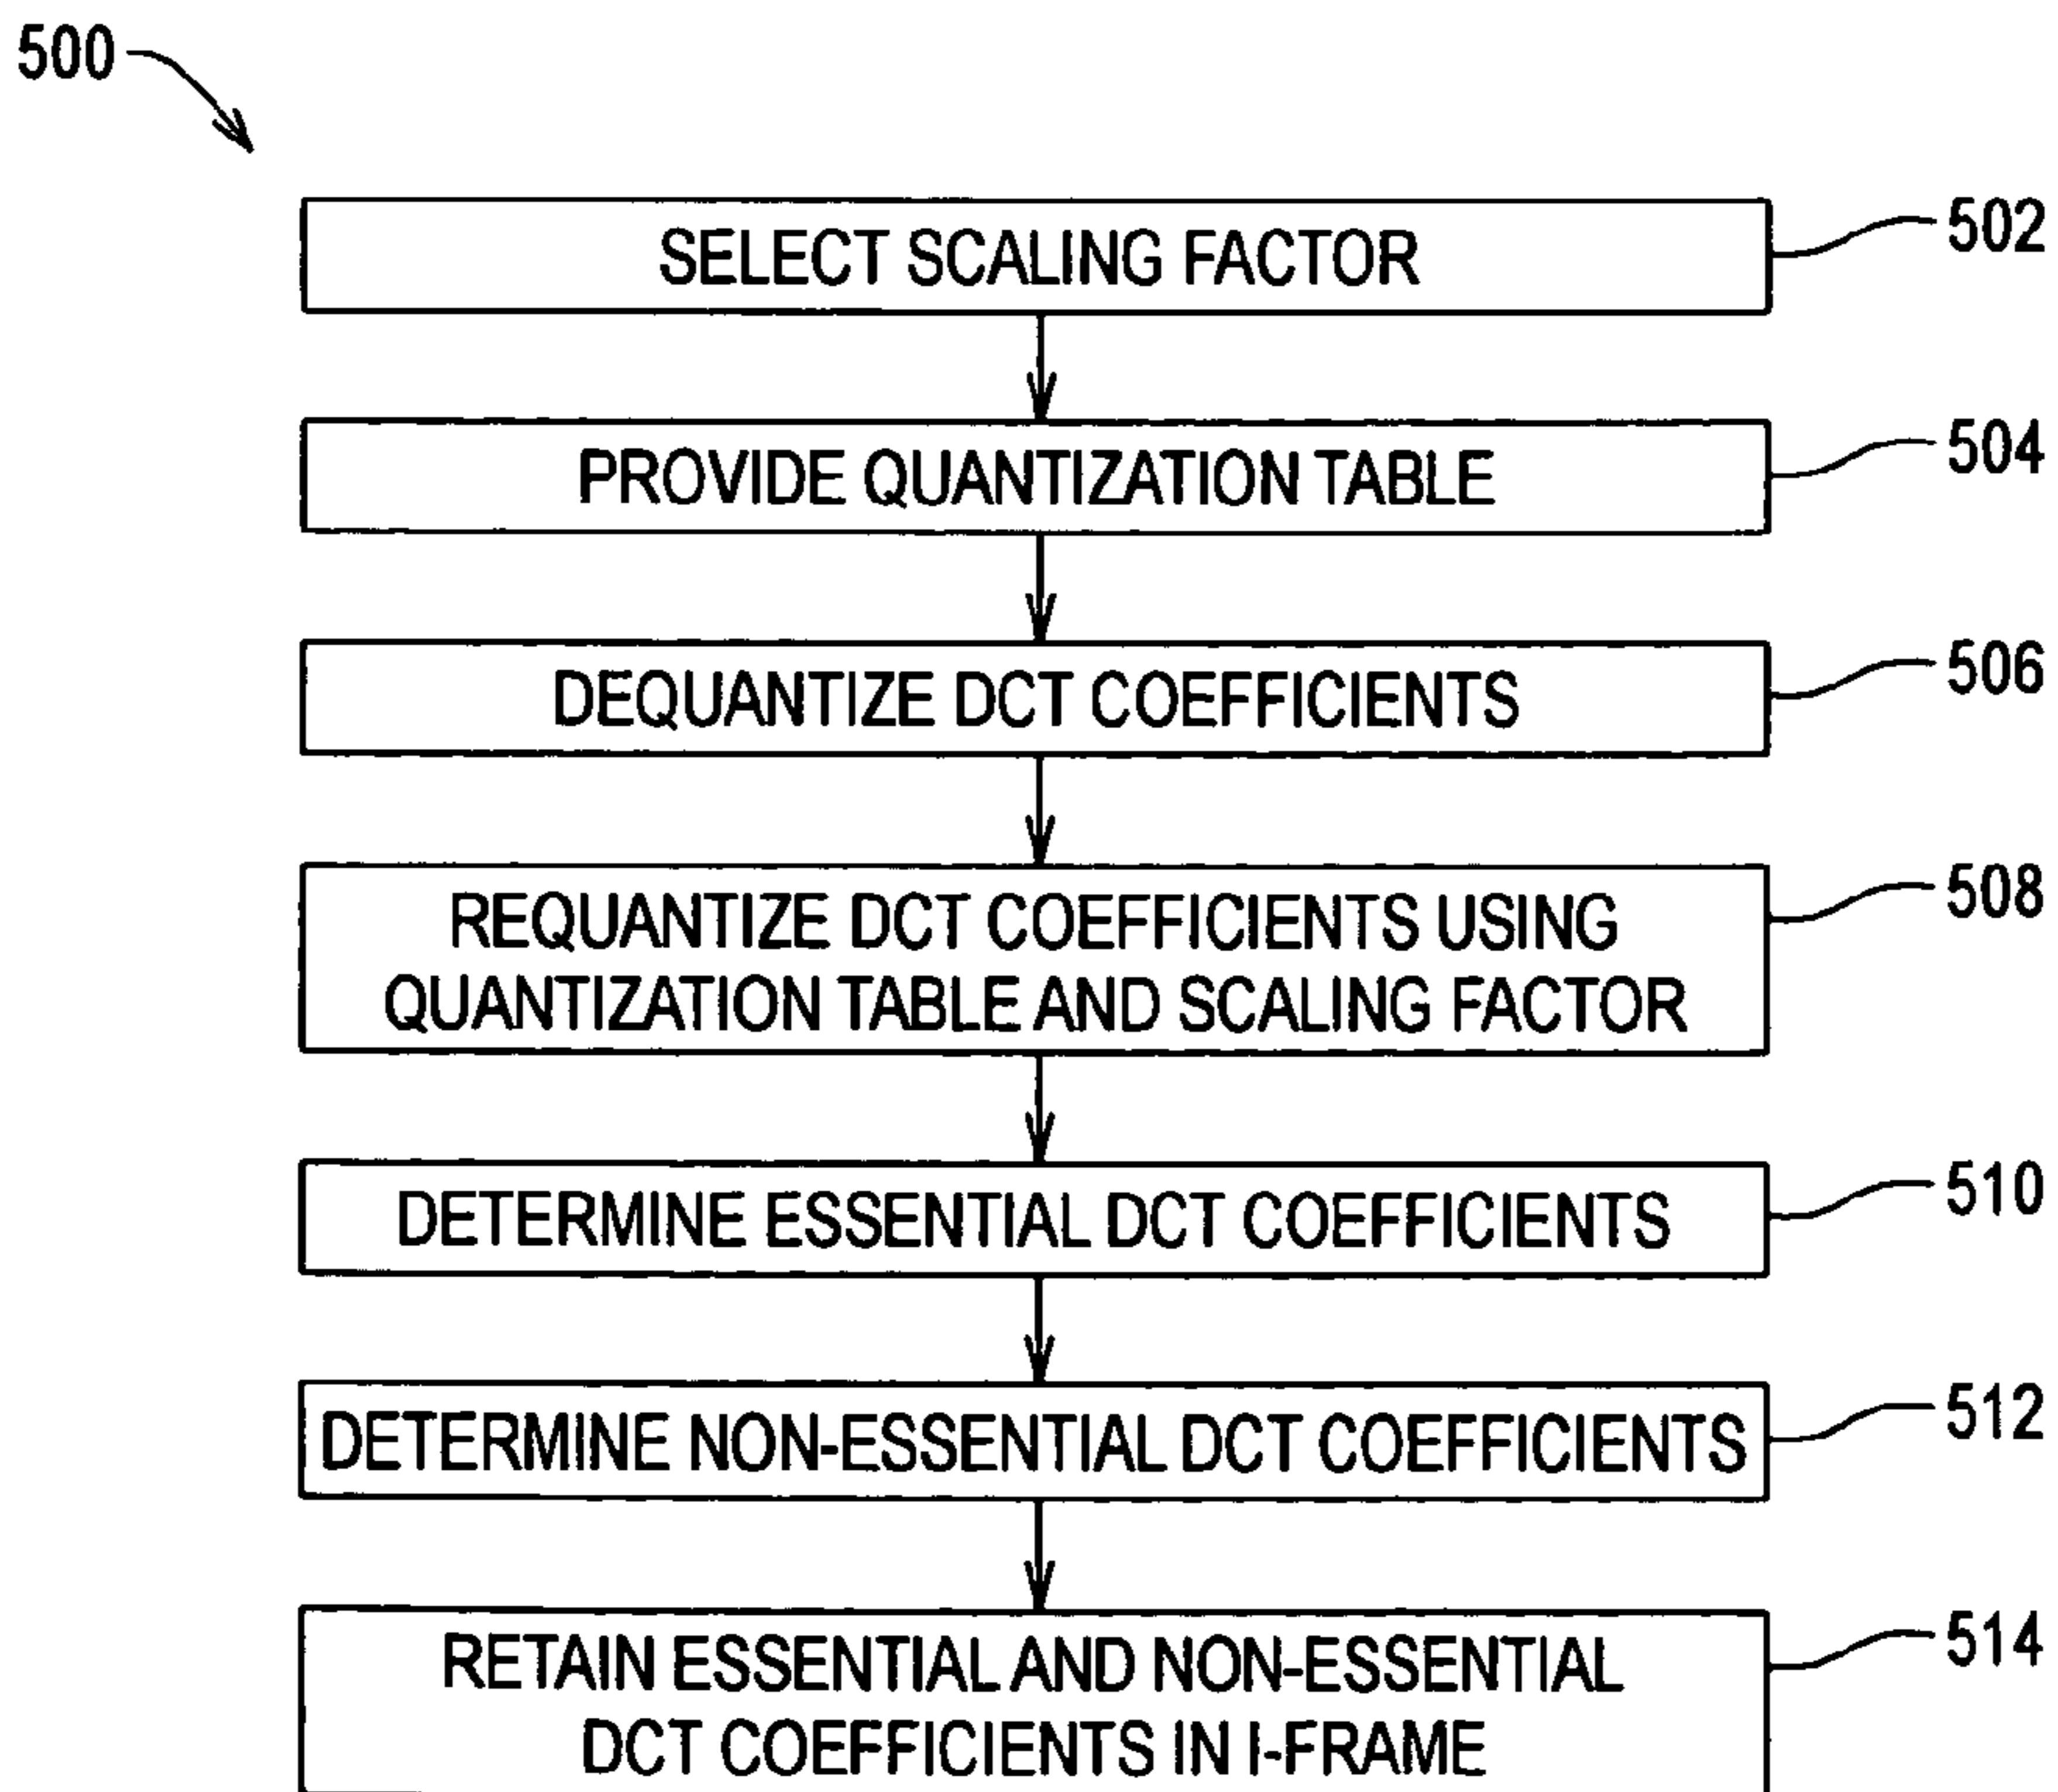 500
SELECT SCALING FACTOR
502
PROVIDE QUANTIZATION TABLE
504
DEQUANTIZE DCT COEFFICIENTS
506
REQUANTIZE DCT COEFFICIENTS USING
QUANTIZATION TABLE AND SCALING FACTOR
508
DETERMINE ESSENTIAL DCT COEFFICIENTS
510
DETERMINE NON-ESSENTIAL DCT COEFFICIENTS
512
RETAIN ESSENTIAL AND NON-ESSENTIAL
DCT COEFFICIENTS IN I-FRAME
514